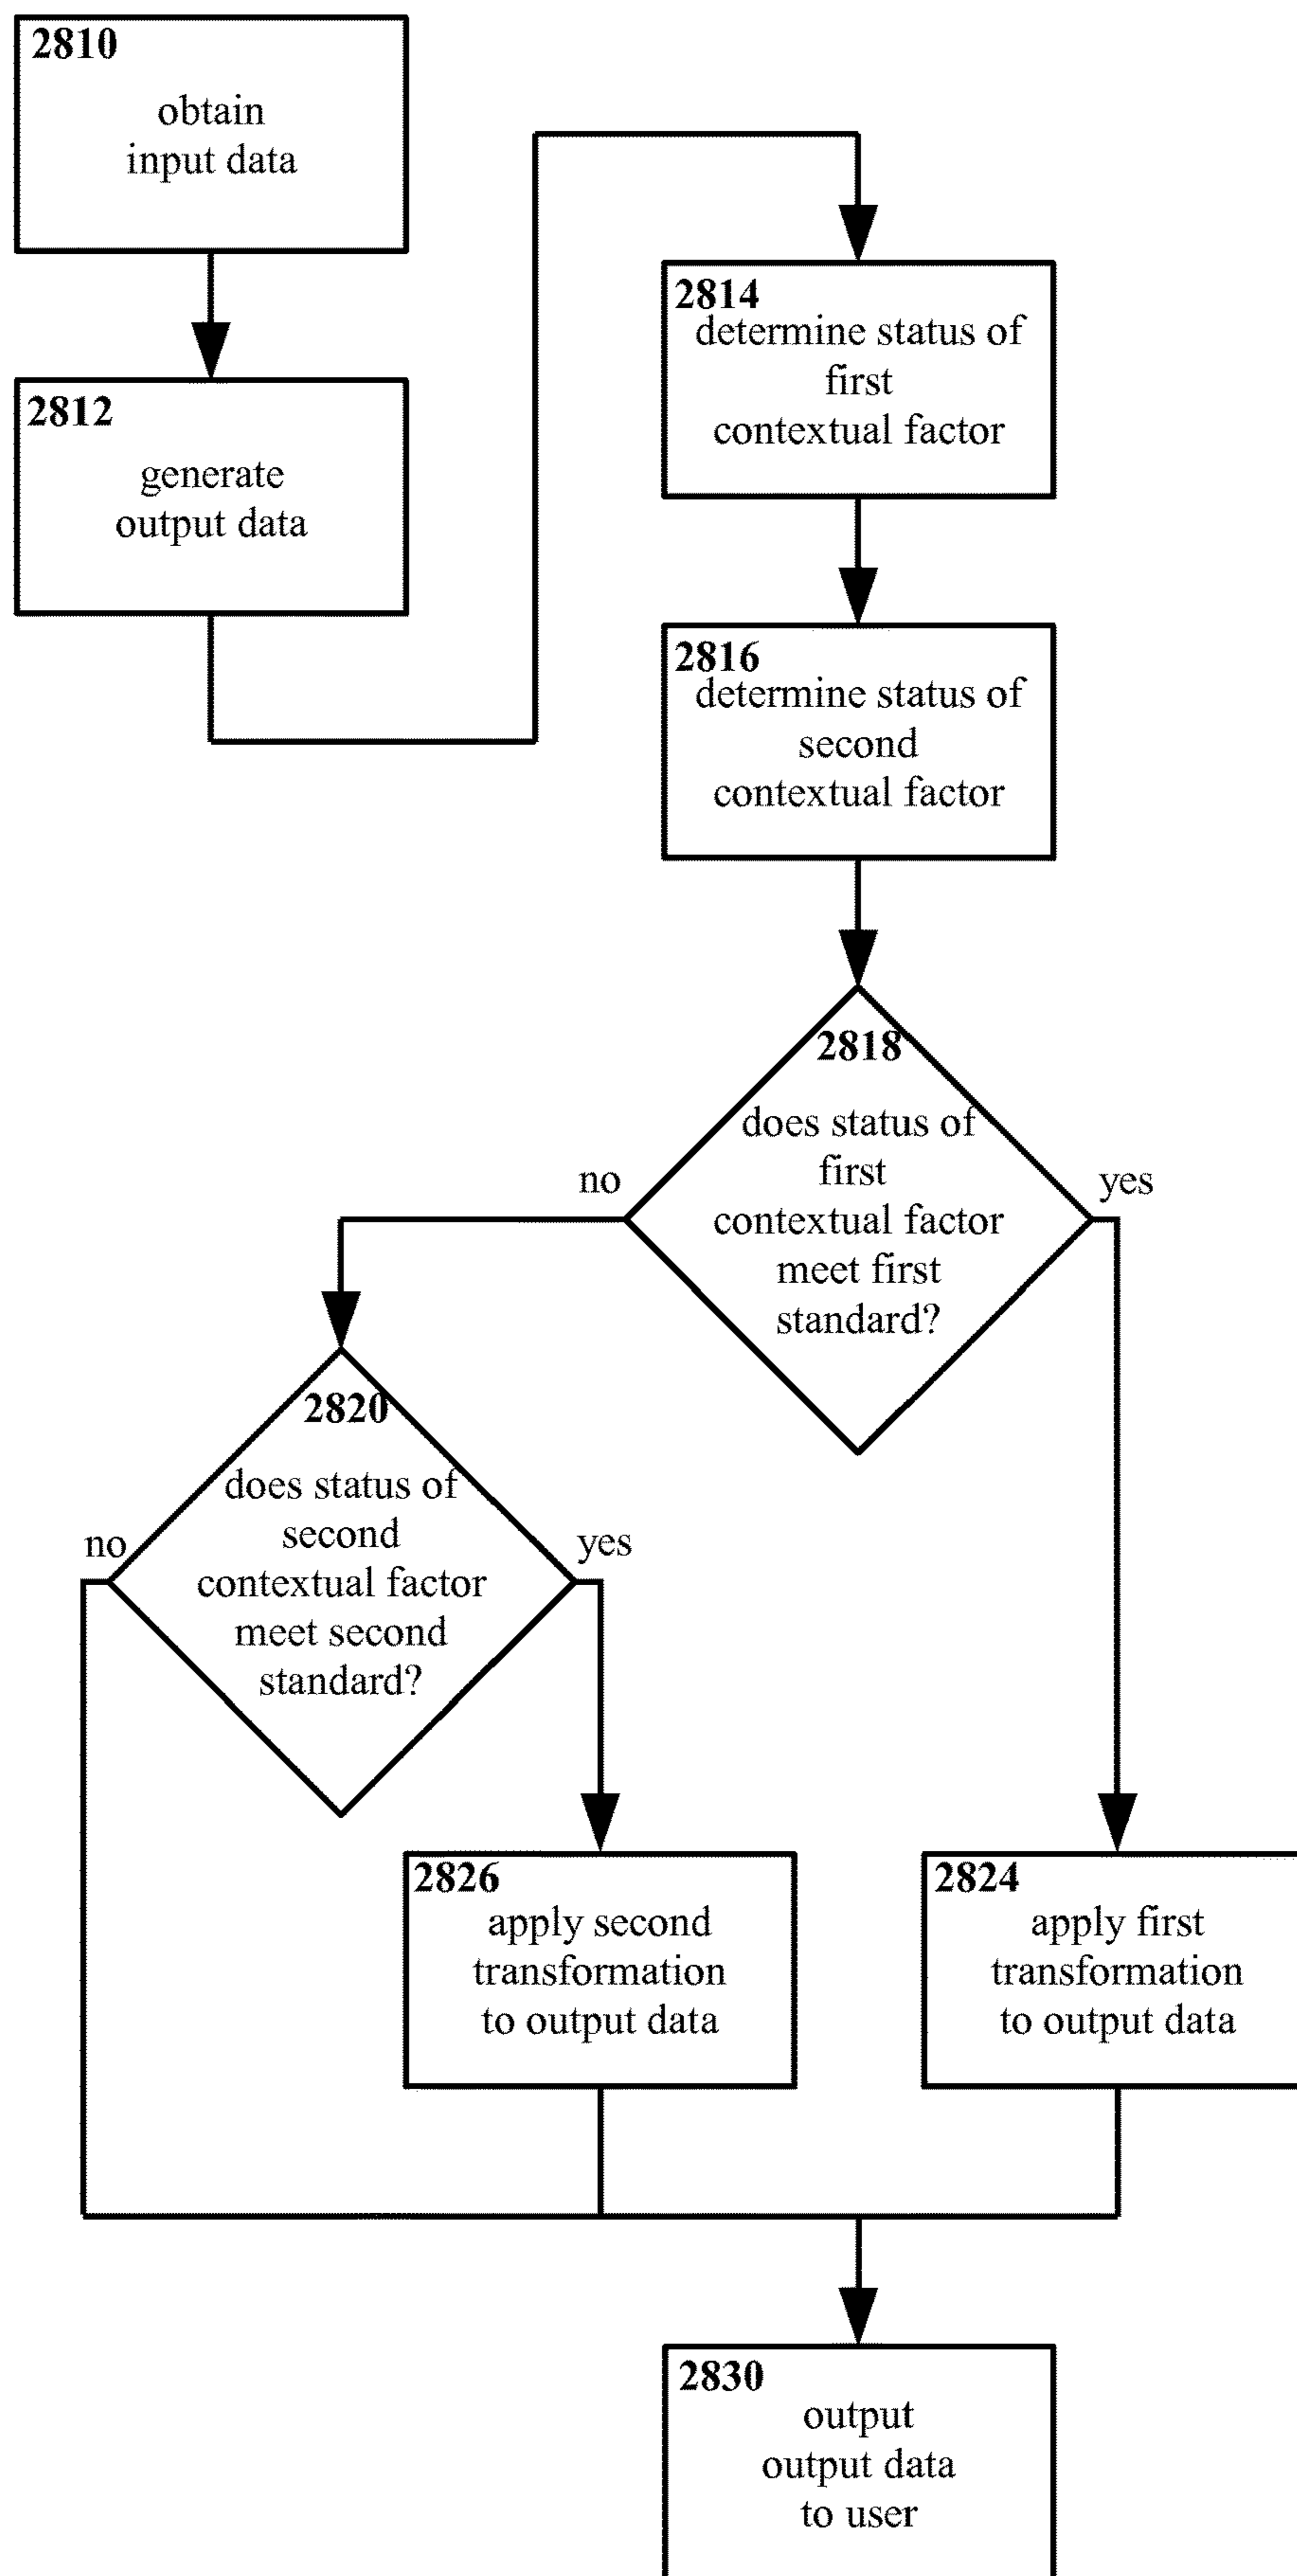 2810
obtain
input data
2812
generate
output data
2814
determine status of
first
contextual factor
2816
determine status of
second
contextual factor
2818
does status of
first
contextual factor
meet first
standard?
no
yes
2820
does status of
second
contextual factor
meet second
standard?
no
yes
2826
apply second
transformation
to output data
2824
apply first
transformation
to output data
2830
output
output data
to user